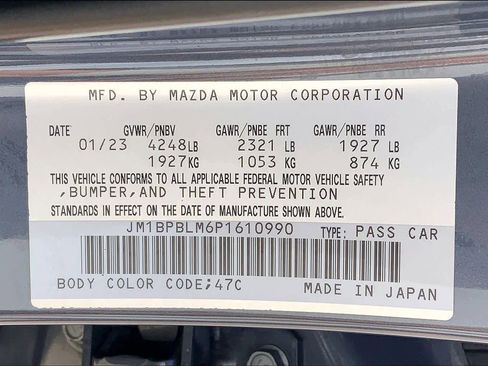 MFD. BY MAZDA MOTOR CORPORATION
DATE GVWR/PNBV GAWR/PNBE FRT GAWR/PNBE RR
01/23 4248LB 2321 LB 1927 LB
1927KG 1053 KG 874 KG
THIS VEHICLE CONFORMS TO ALL APPLICABLE FEDERAL MOTOR VEHICLE SAFETY
,BUMPER,AND THEFT PREVENTION
STANDARDS IN EFFECT ON THE DATE OF MANUFACTURE SHOWN ABOVE.
JM1BPBLM6P1610990 TYPE: PASS CAR
BODY COLOR CODE;47C MADE IN JAPAN